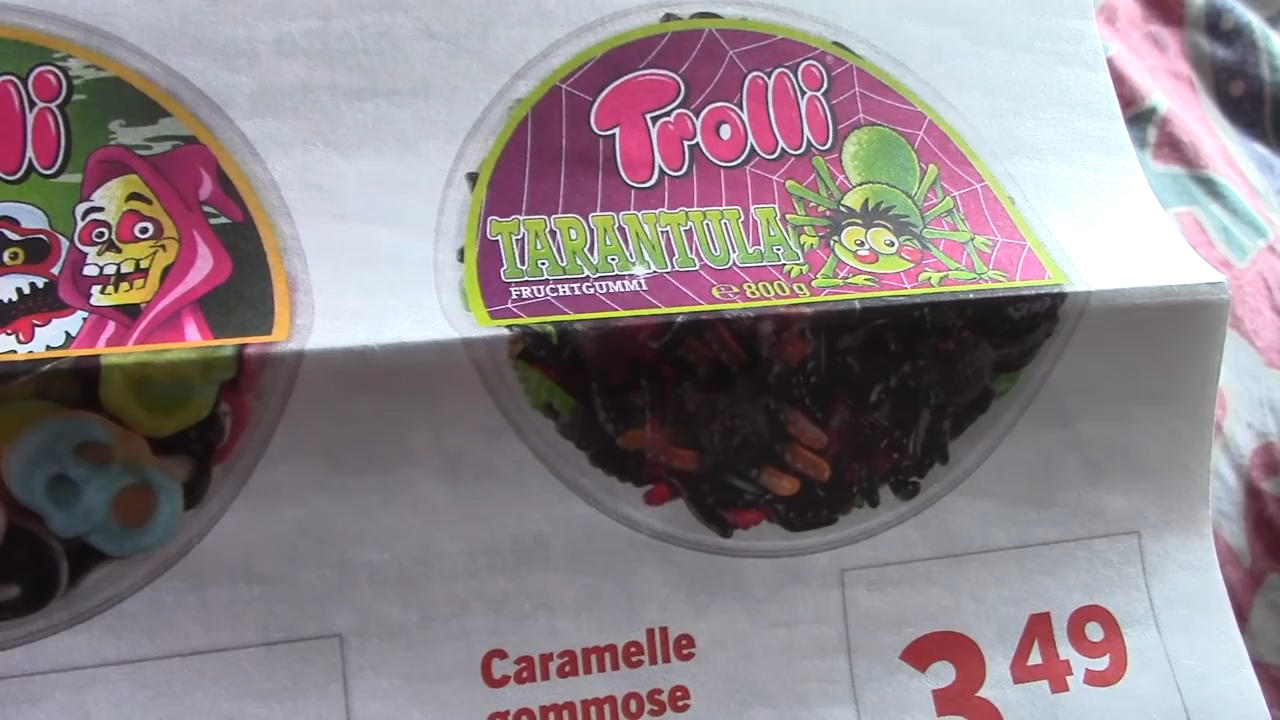 lli
Trolli
TARANTULA
FRUCHTGUMMI
e 800 g
Caramelle
gommose
3 49